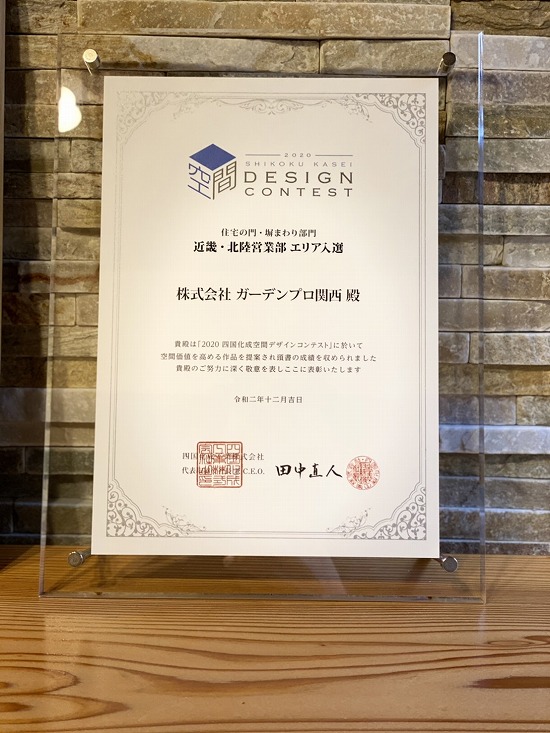 空間
2020
SHIKOKU KASEI
DESIGN
CONTEST
住宅の門・塀まわり部門
近畿・北陸営業部 エリア入選
株式会社 ガーデンプロ関西 殿
貴殿は「2020 四国化成空間デザインコンテスト」に於いて
空間価値を高める作品を提案され頭書の成績を収められました
貴殿のご努力に深く敬意を表しここに表彰いたします
令和二年十二月吉日
四国化 株式会社
代表 C.E.O. 田中直人